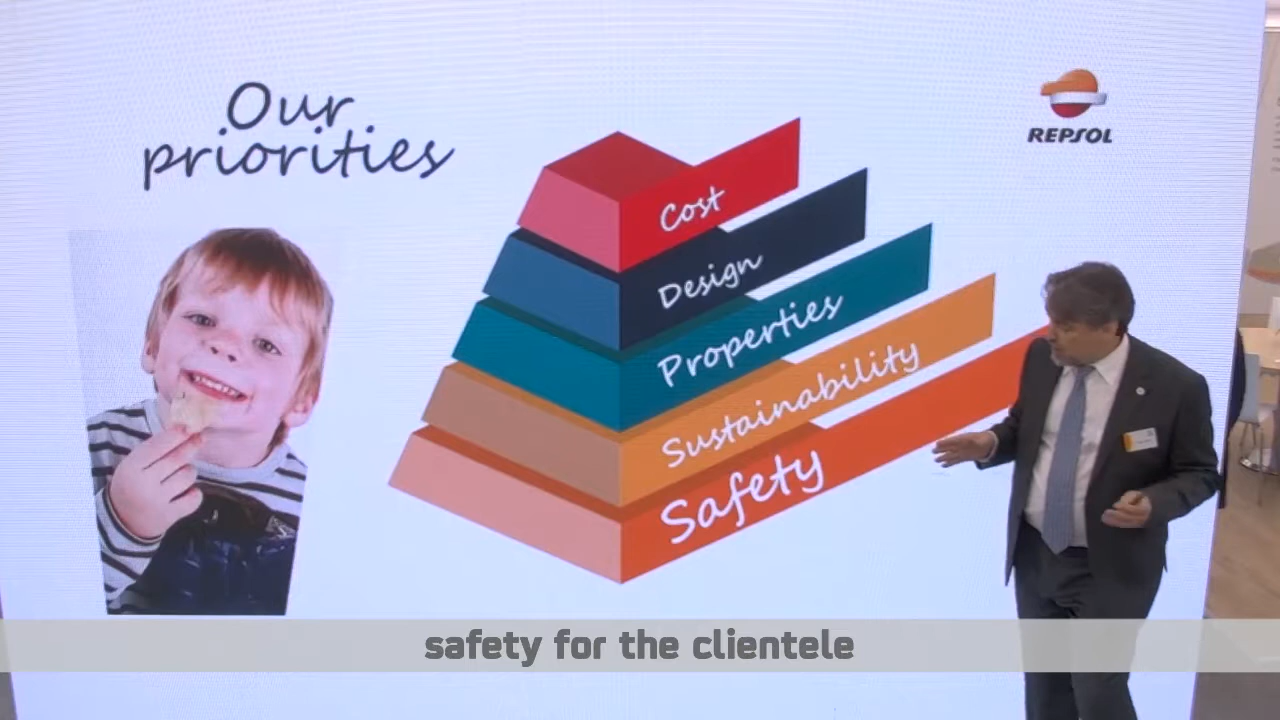 Our
priorities
REPSOL
Cost
Design
Properties
Sustainability
Safety
safety for the clientele